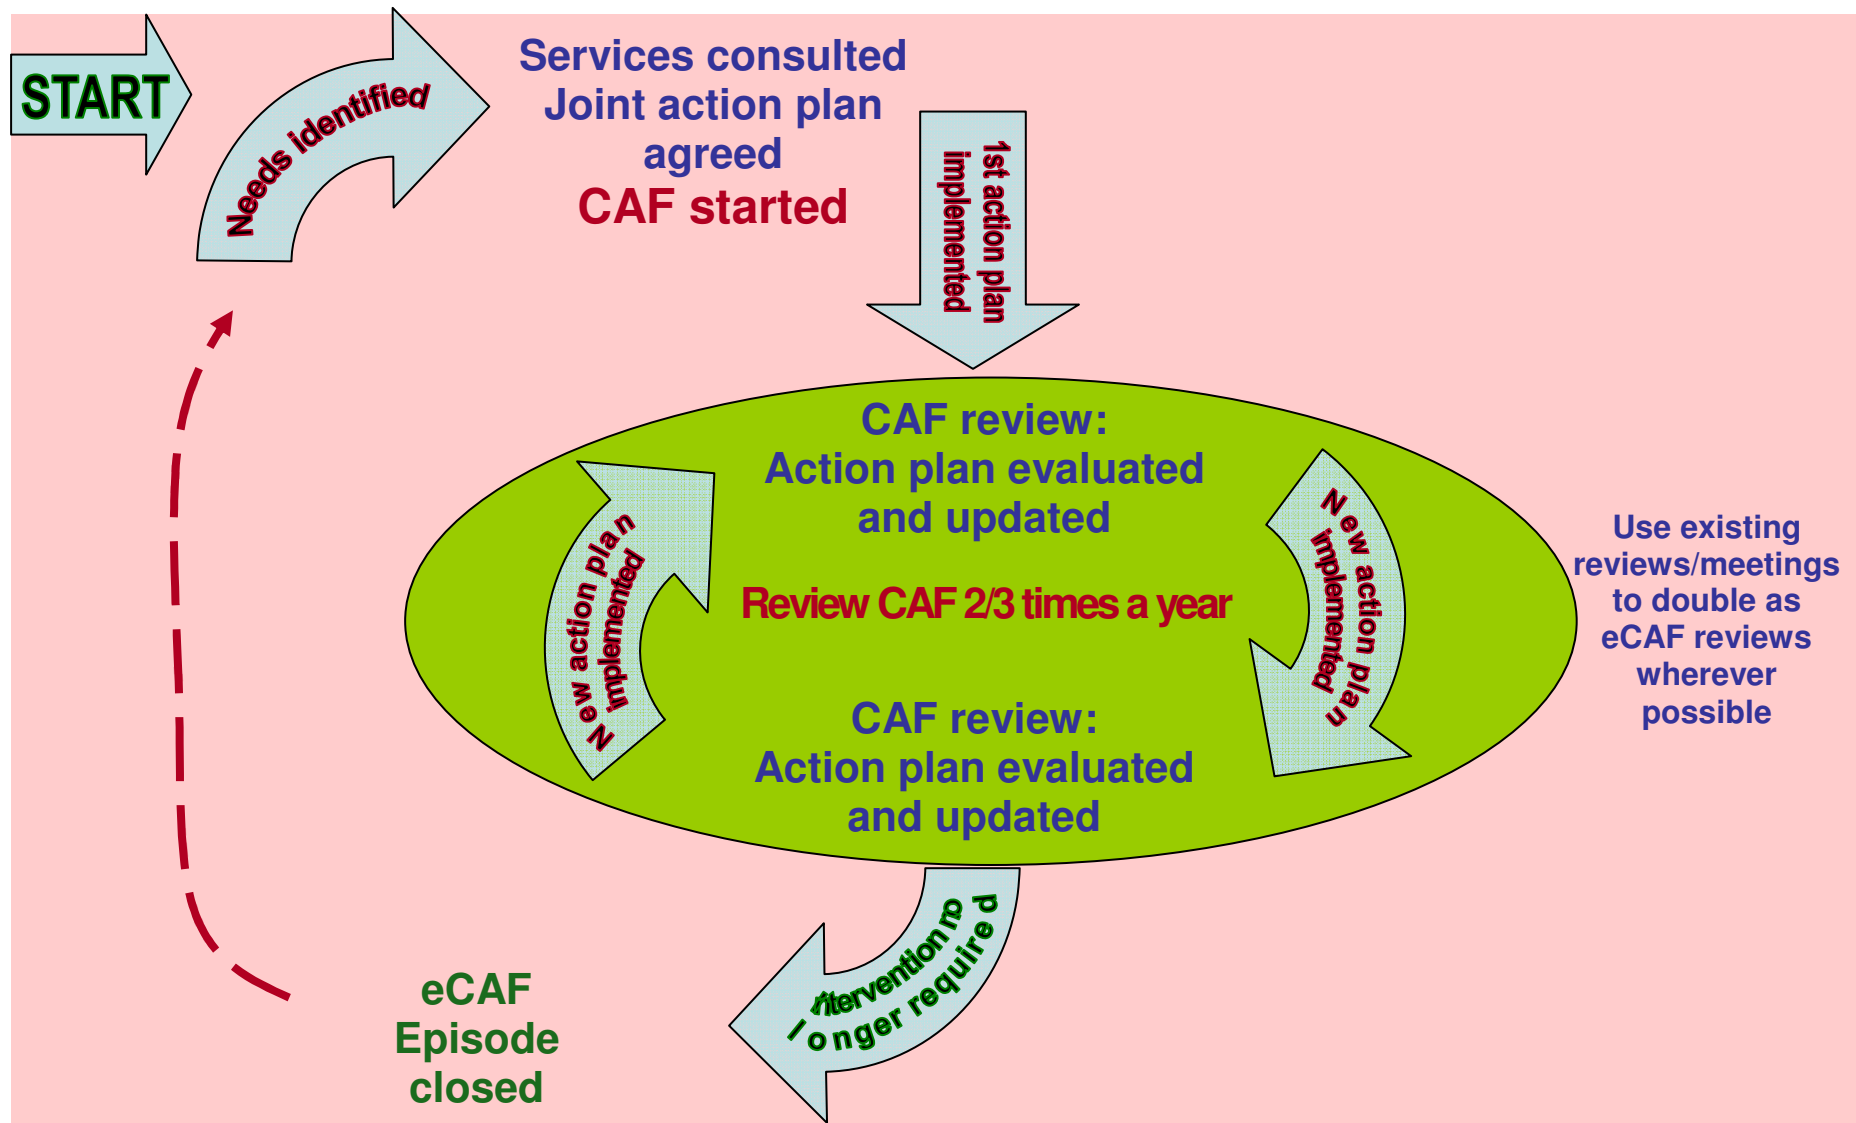 START
Needs identified
Services consulted
Joint action plan
agreed
CAF started
1st action plan
implemented
CAF review:
Action plan evaluated
and updated
New action plan
implemented
New action plan
implemented
Review CAF 2/3 times a year
CAF review:
Action plan evaluated
and updated
Use existing
reviews/meetings
to double as
eCAF reviews
wherever
possible
Intervention no
longer required
eCAF
Episode
closed